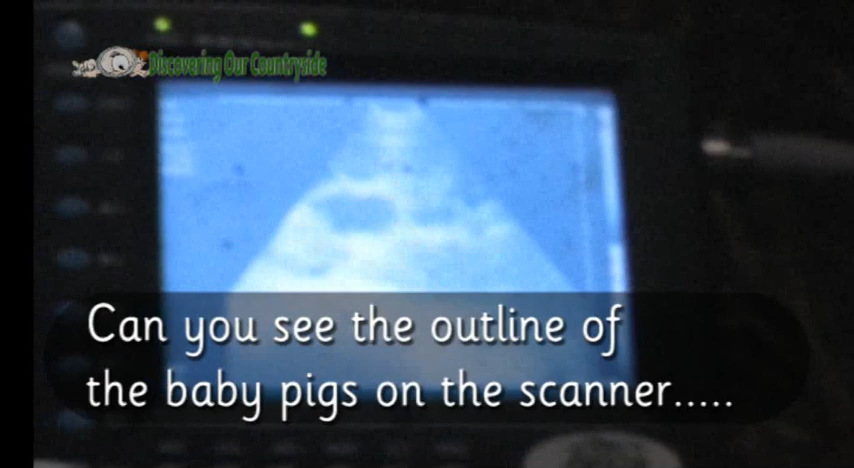 Discovering Our Countryside
Can you see the outline of
the baby pigs on the scanner.....